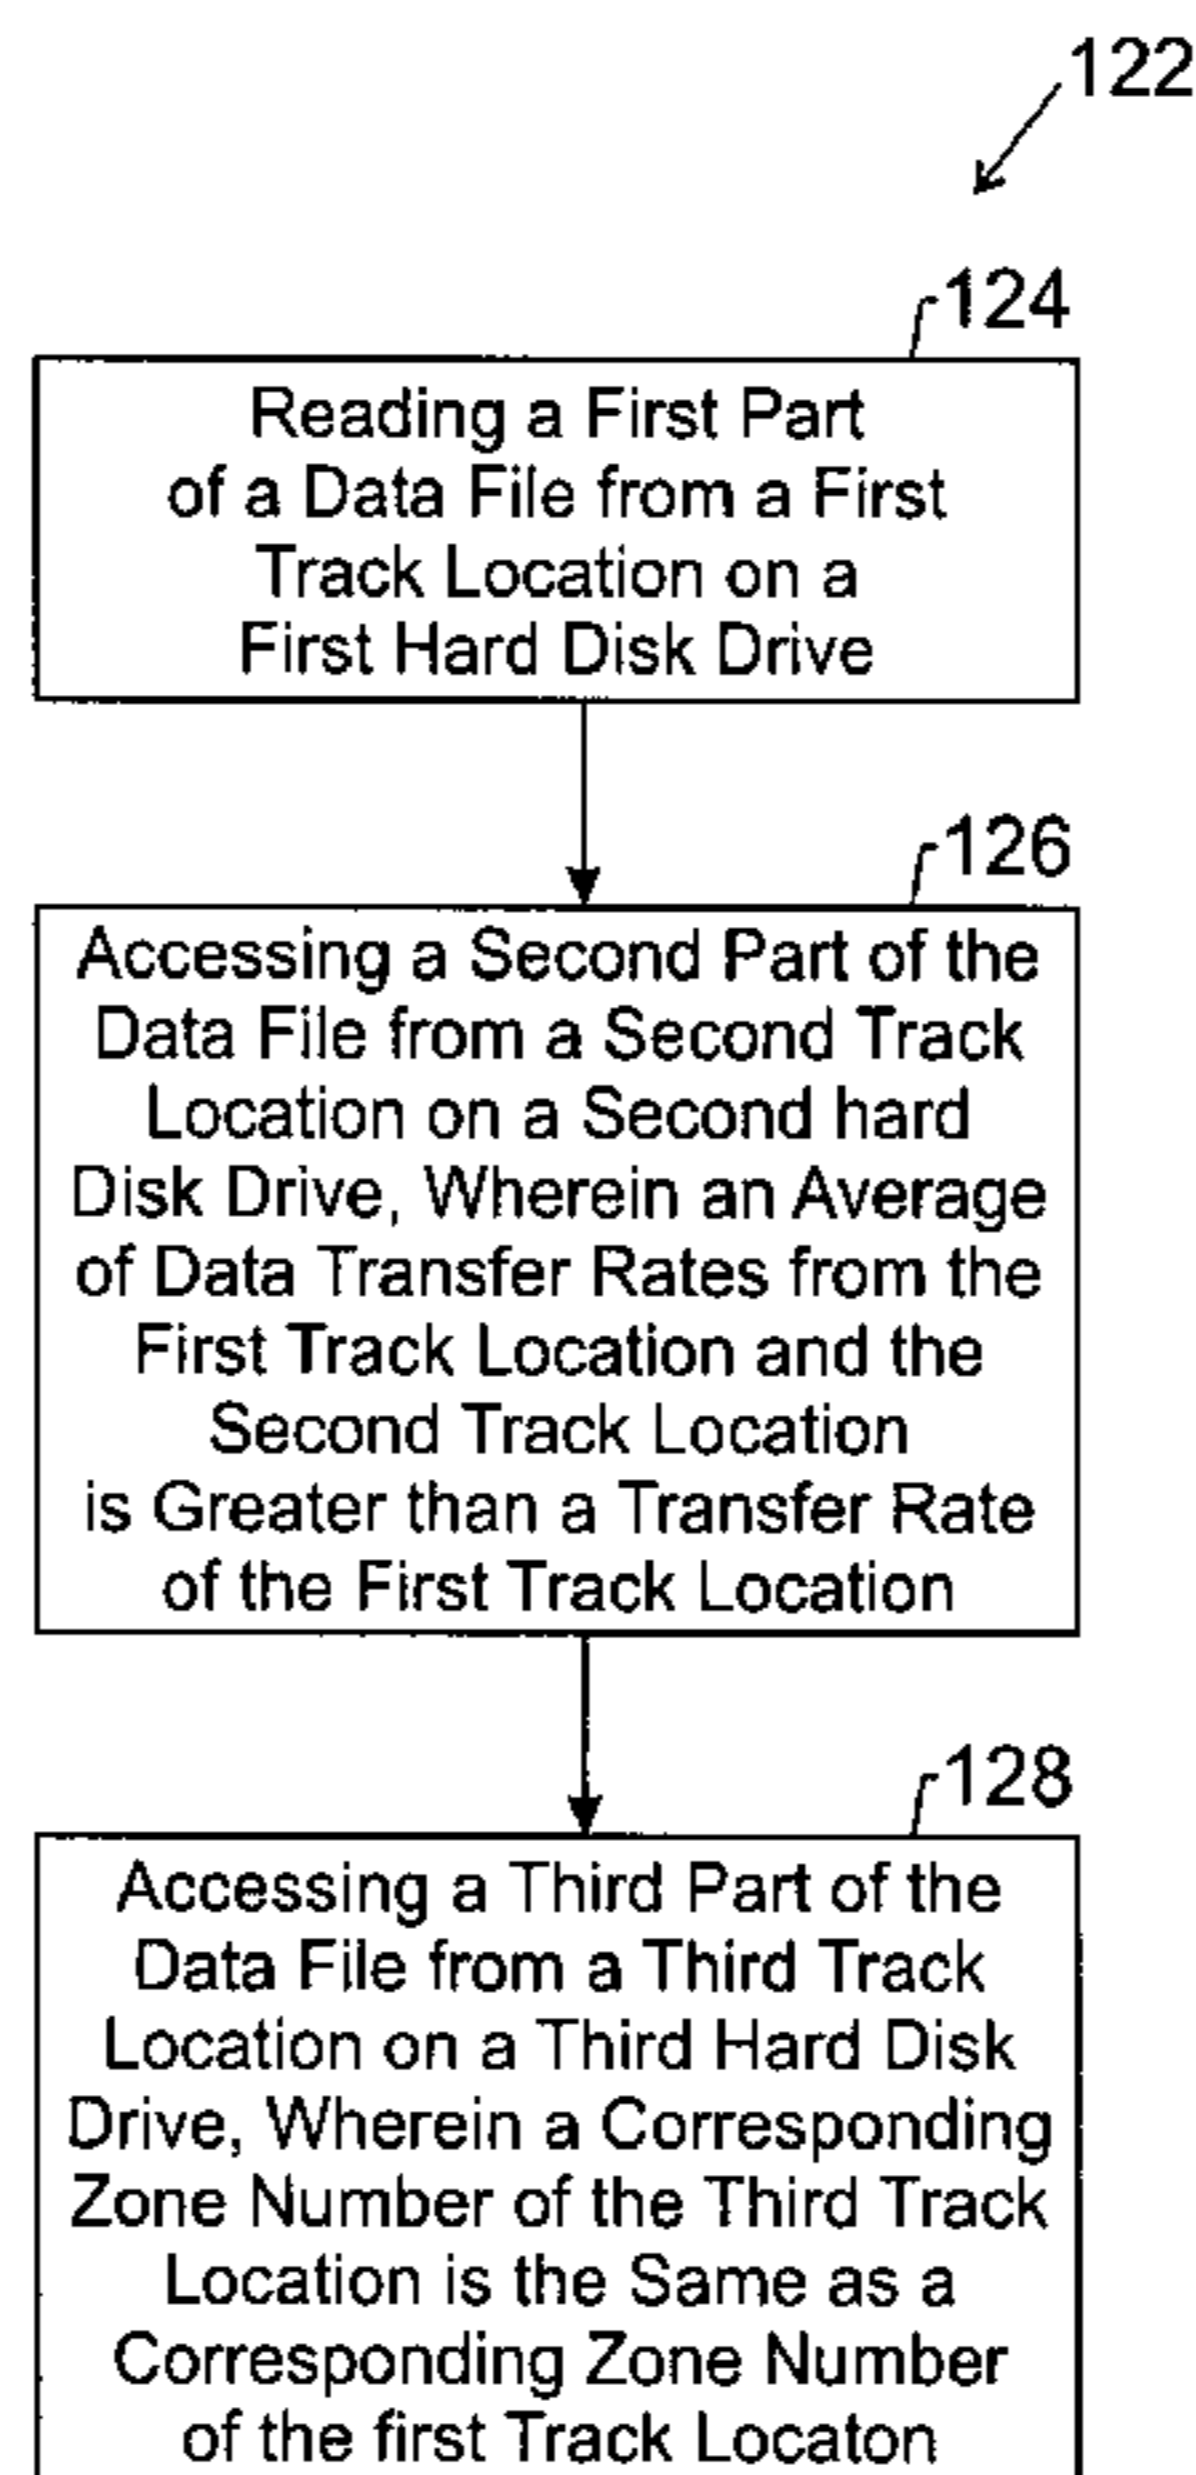 122
124
Reading a First Part
of a Data File from a First
Track Location on a
First Hard Disk Drive
126
Accessing a Second Part of the
Data File from a Second Track
Location on a Second hard
Disk Drive, Wherein an Average
of Data Transfer Rates from the
First Track Location and the
Second Track Location
is Greater than a Transfer Rate
of the First Track Location
128
Accessing a Third Part of the
Data File from a Third Track
Location on a Third Hard Disk
Drive, Wherein a Corresponding
Zone Number of the Third Track
Location is the Same as a
Corresponding Zone Number
of the first Track Locaton